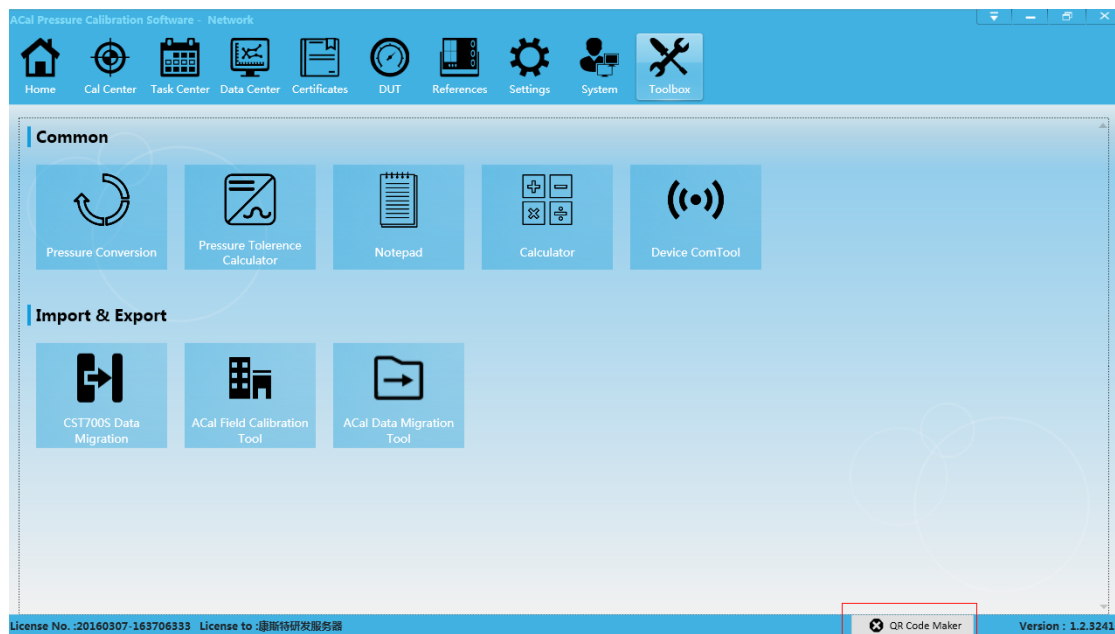 ACal Pressure Calibration Software - Network
Home Cal Center Task Center Data Center Certificates DUT References Settings System Toolbox
Common
Pressure Conversion
Pressure Tolerence
Calculator
Notepad
Calculator
Device ComTool
Import & Export
CST700S Data
Migration
ACal Field Calibration
Tool
ACal Data Migration
Tool
License No. :20160307-163706333 License to :康斯特研发服务器
QR Code Maker
Version : 1.2.3241